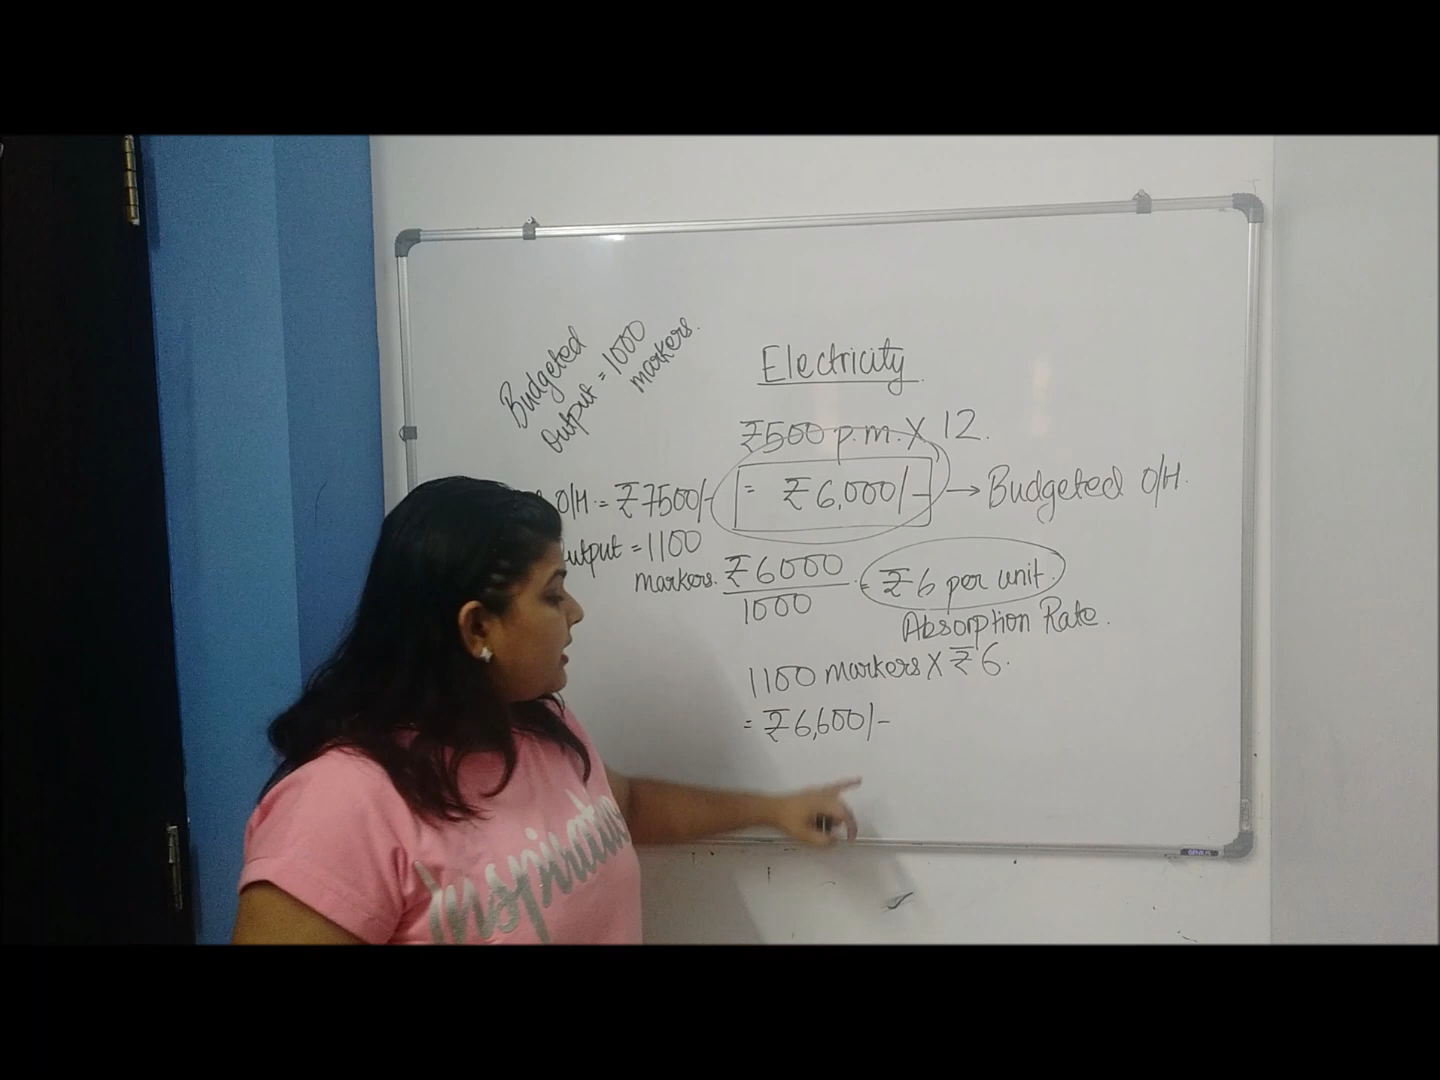 Budgeted
Output = 1000
markers.
Electricity
₹500 p.m. X 12.
= ₹6,000/- → Budgeted O/H.
O/H = ₹7500/-
output = 1100
markers.
₹6000
1000
= ₹6 per unit.
Absorption Rate.
1100 markers X ₹6.
= ₹6,600/-
Inspiration